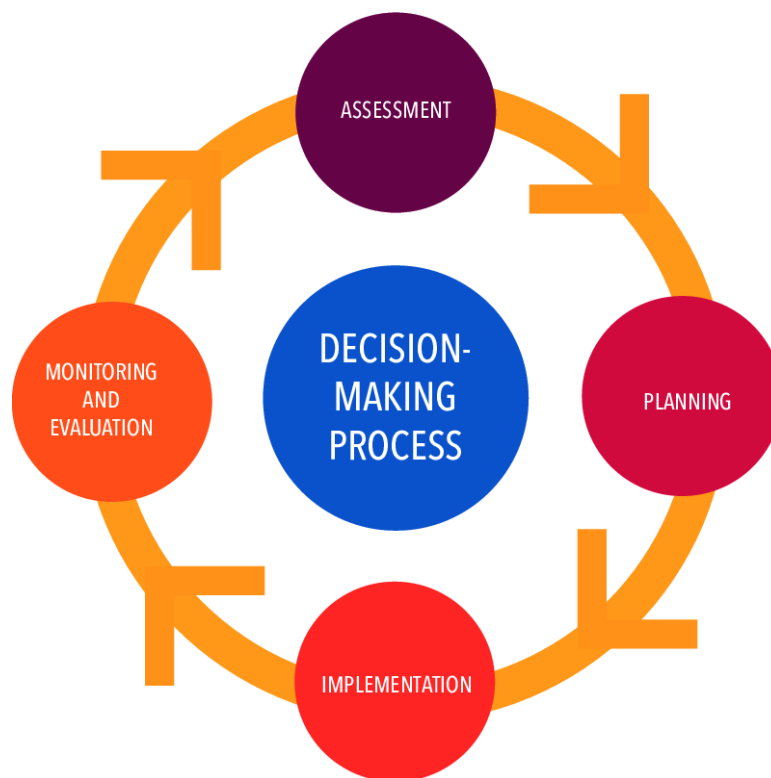 ASSESSMENT
DECISION-
MAKING
PROCESS
MONITORING
AND
EVALUATION
PLANNING
IMPLEMENTATION